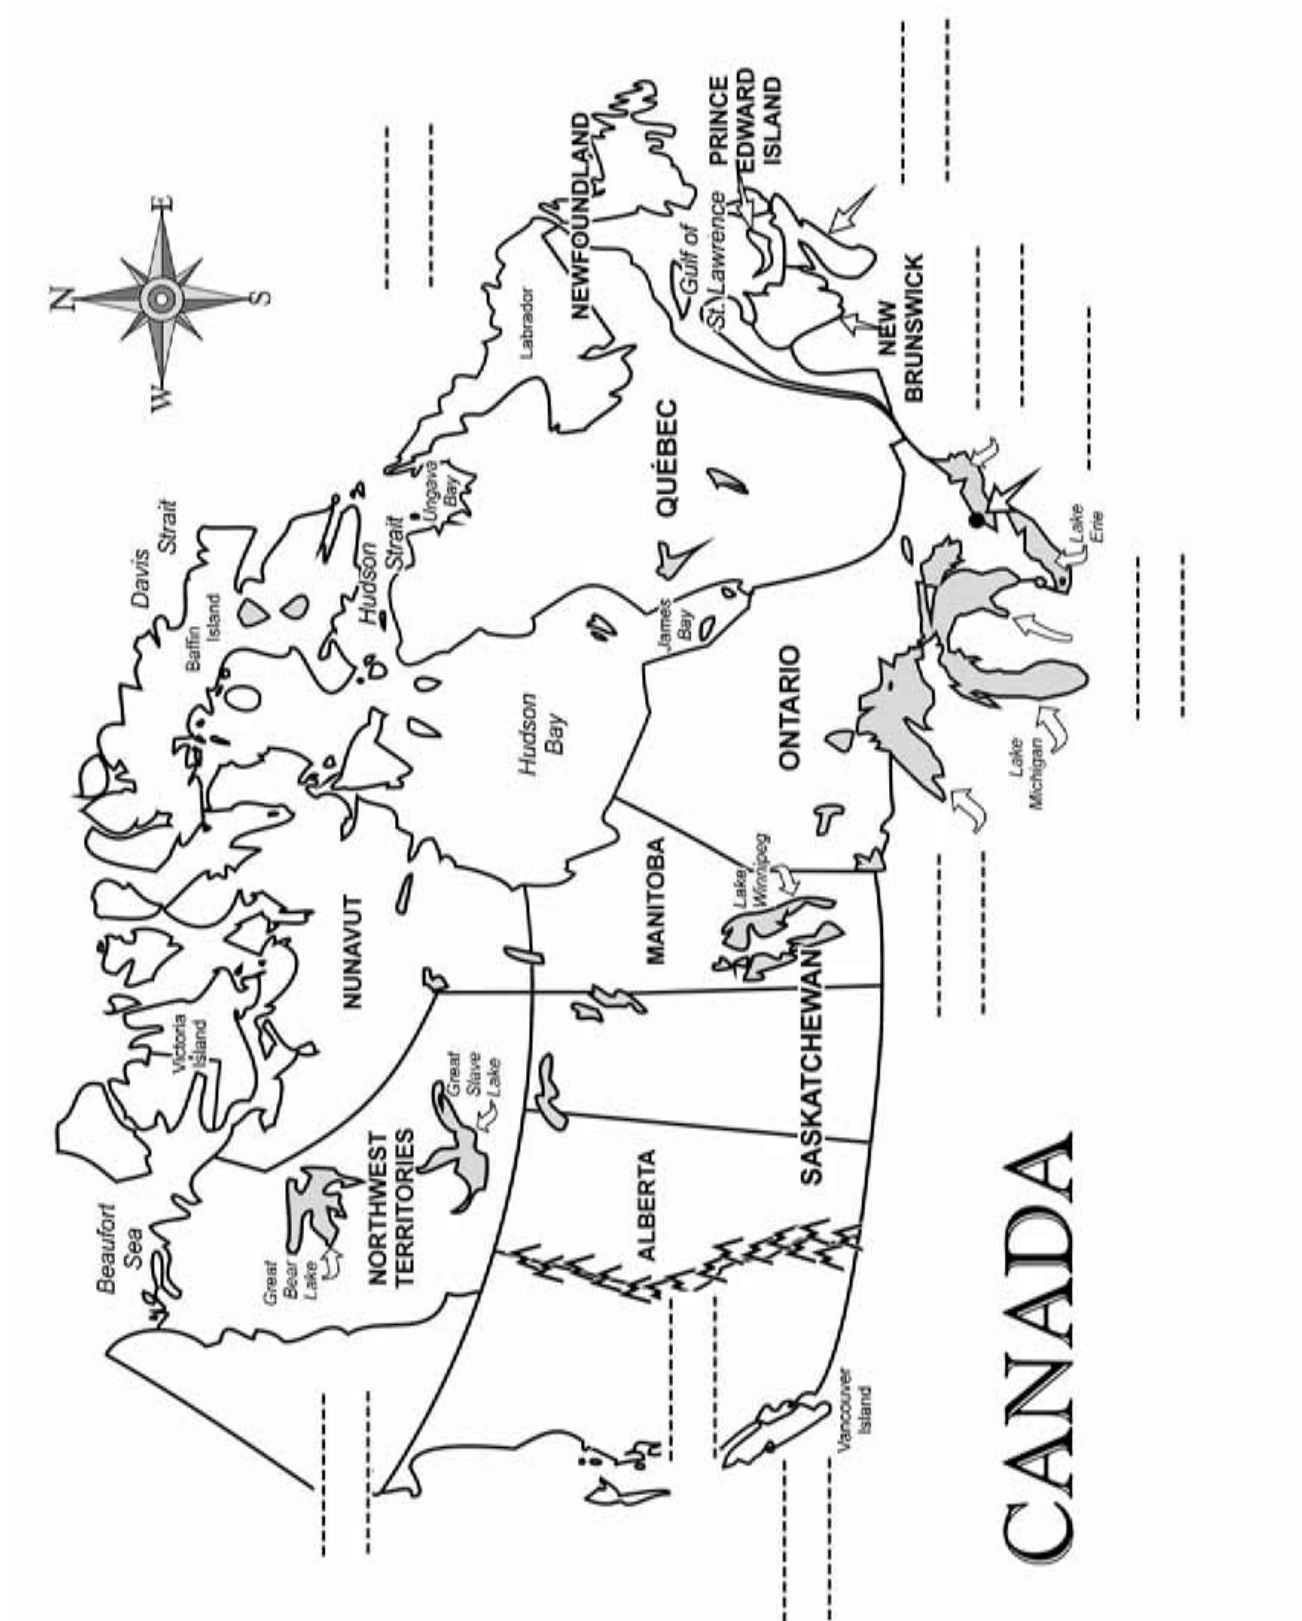 N
W
E
S
Beaufort
Sea
Davis
Strait
Baffin
Island
Victoria
Island
Great
Bear
Lake
NORTHWEST
TERRITORIES
Great
Slave
Lake
NUNAVUT
Hudson
Strait
Ungava
Bay
Labrador
NEWFOUNDLAND
Hudson
Bay
James
Bay
QUÉBEC
Gulf of
St. Lawrence
PRINCE
EDWARD
ISLAND
ALBERTA
SASKATCHEWAN
MANITOBA
Lake
Winnipeg
ONTARIO
NEW
BRUNSWICK
Vancouver
Island
Lake
Michigan
Lake
Erie
CANADA